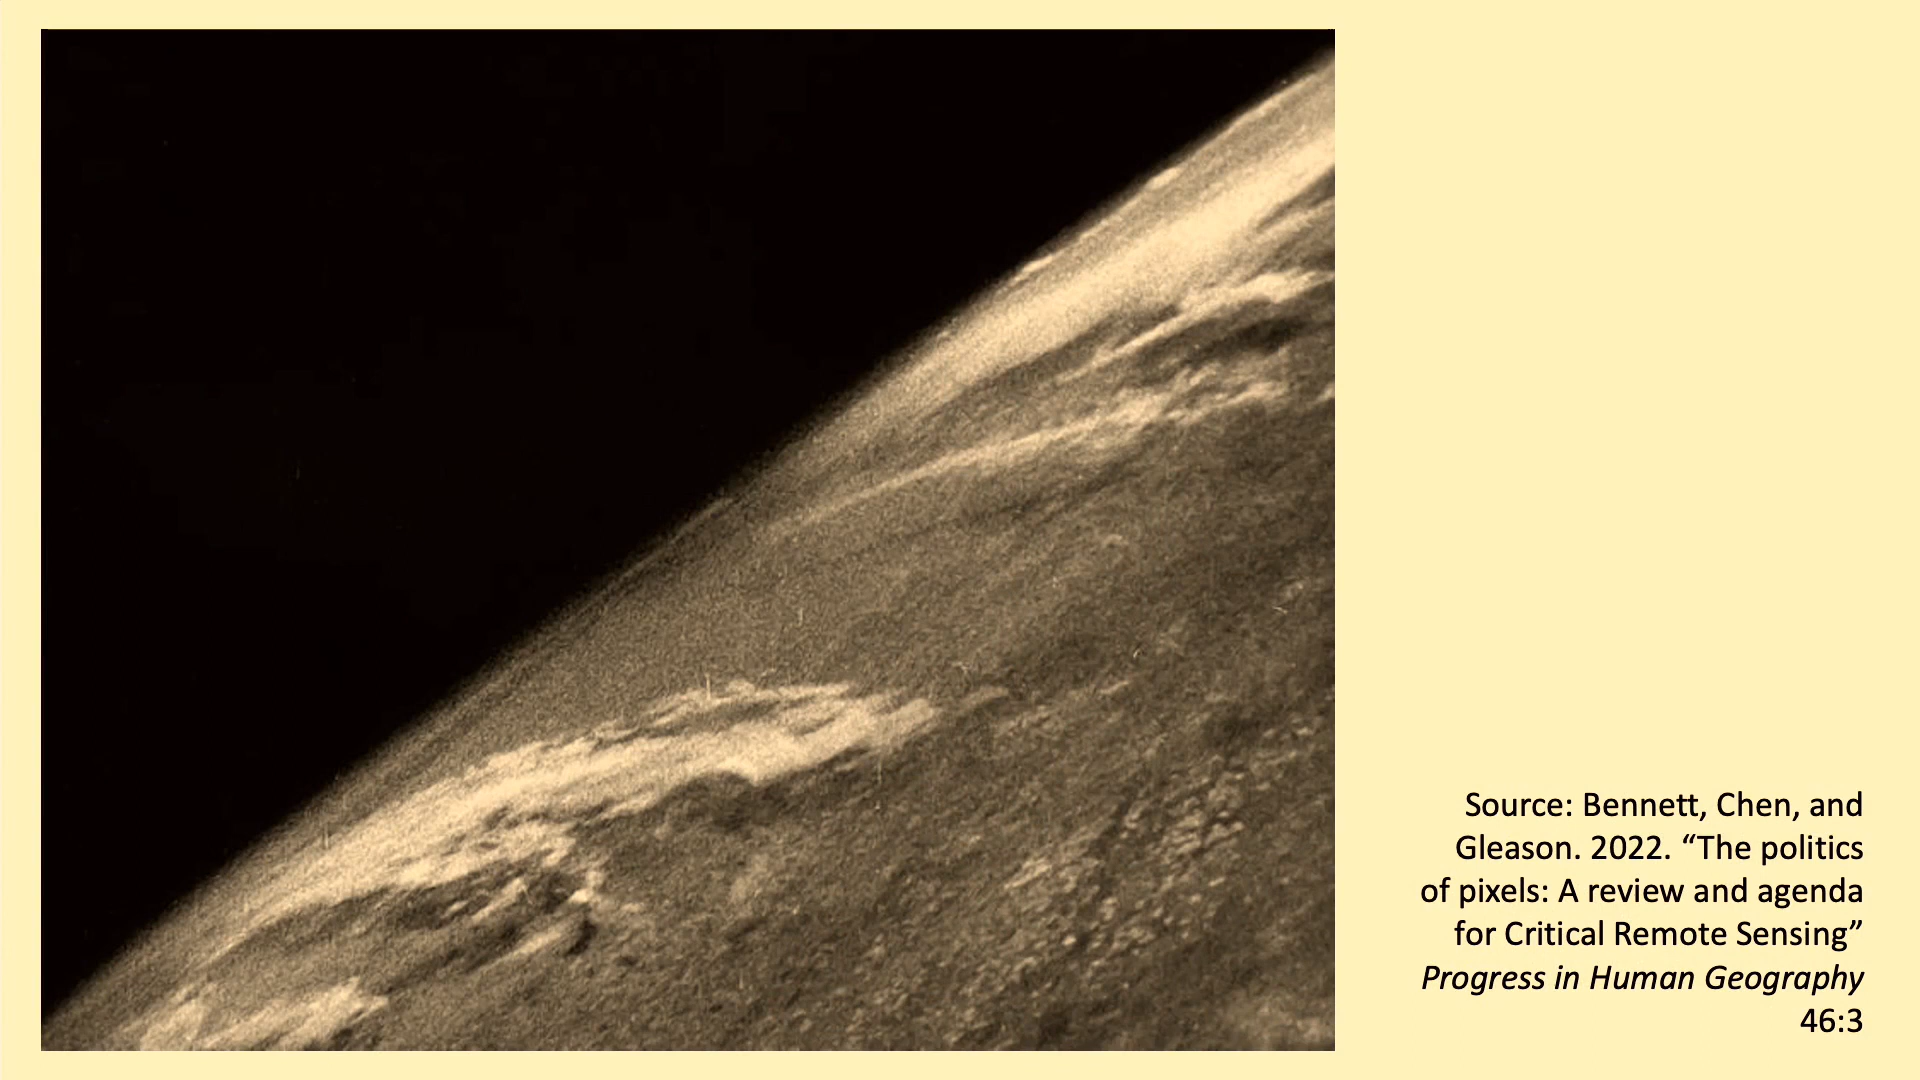 Source: Bennett, Chen, and
Gleason. 2022. “The politics
of pixels: A review and agenda
for Critical Remote Sensing”
Progress in Human Geography
46:3